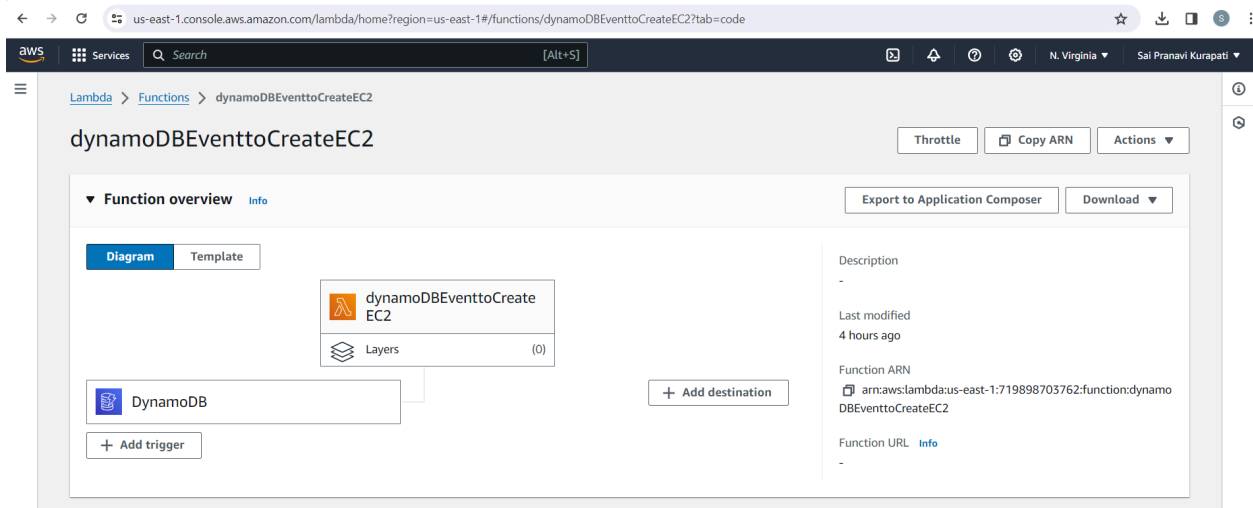 us-east-1.console.aws.amazon.com/lambda/home?region=us-east-1#/functions/dynamoDBEventtoCreateEC2?tab=code
S
aws Services Search [Alt+S] N. Virginia ▼ Sai Pranavi Kurapati ▼
Lambda > Functions > dynamoDBEventtoCreateEC2
dynamoDBEventtoCreateEC2
Throttle Copy ARN Actions ▼
▼ Function overview Info
Export to Application Composer Download ▼
Diagram Template
dynamoDBEventtoCreate
EC2
Layers (0)
DynamoDB
+ Add destination
+ Add trigger
Description
-
Last modified
4 hours ago
Function ARN
arn:aws:lambda:us-east-1:719898703762:function:dynamo
DBEventtoCreateEC2
Function URL Info
-